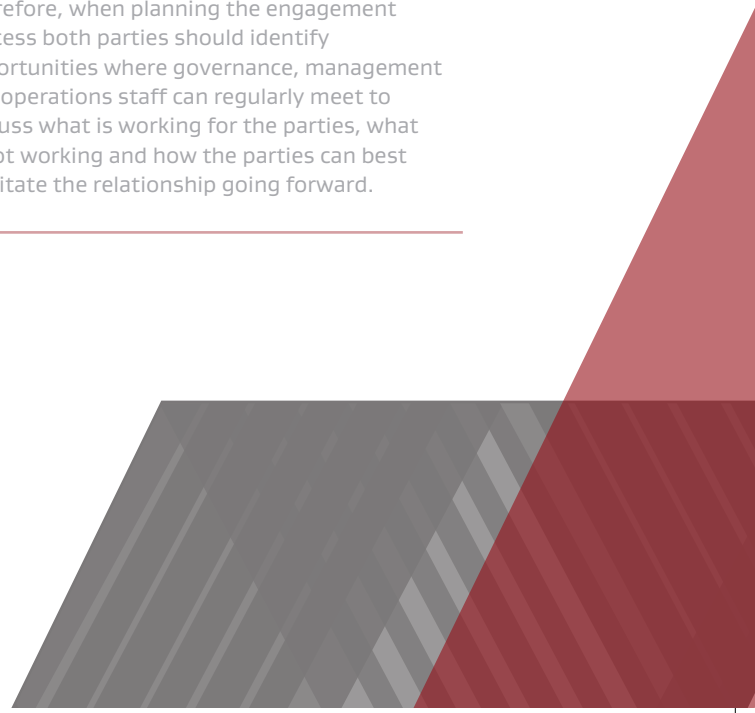 refore, when planning the engagement
cess both parties should identify
ortunities where governance, management
operations staff can regularly meet to
uss what is working for the parties, what
ot working and how the parties can best
itate the relationship going forward.